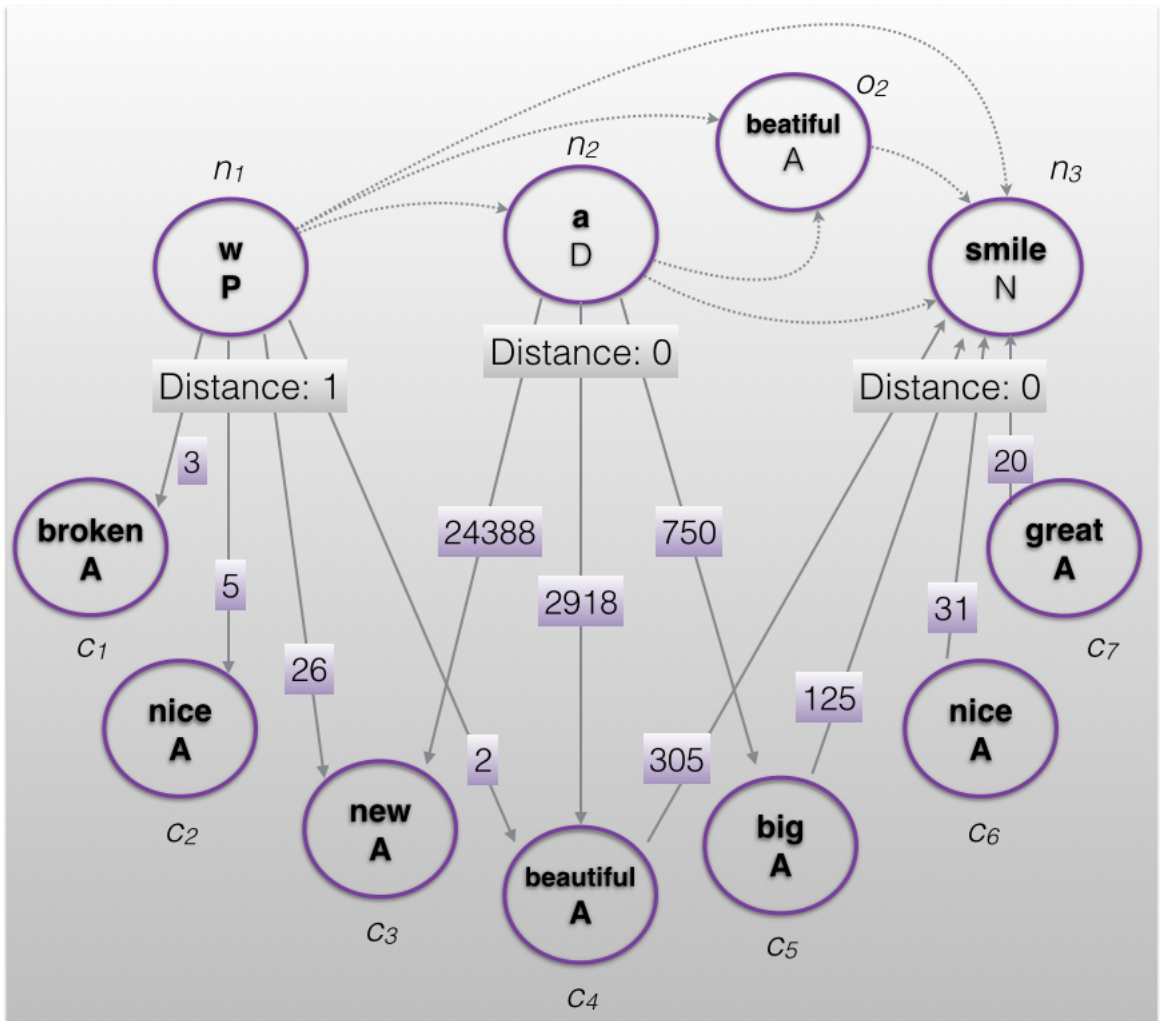 o2
beatiful
A
n2
n1
n3
a
D
w
P
smile
N
Distance: 0
Distance: 1
Distance: 0
3
20
broken
A
24388
750
great
A
5
2918
31
c1
c7
26
nice
A
125
nice
A
2
305
new
A
big
A
c2
c6
beautiful
A
c3
c5
c4